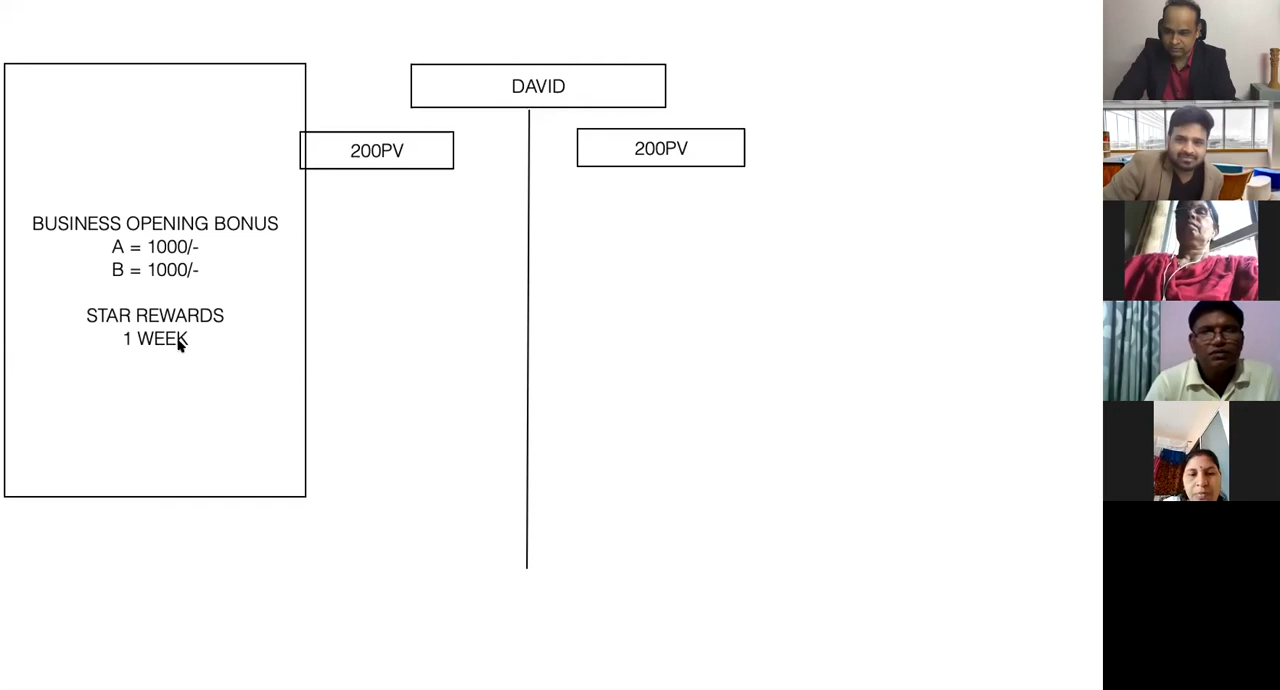 DAVID
200PV
200PV
BUSINESS OPENING BONUS
A = 1000/-
B = 1000/-
STAR REWARDS
1 WEEK